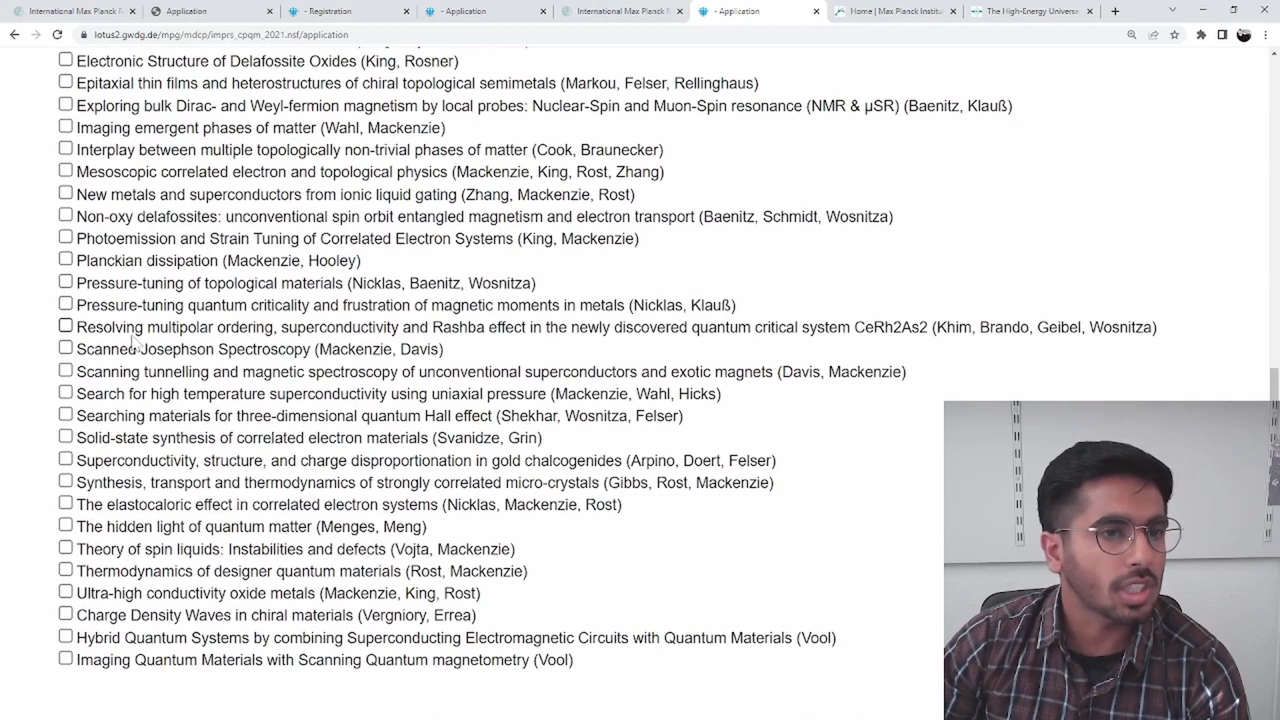 International Max Planck R
Application
- Registration
- Application
International Max Planck R
- Application
Home | Max Planck Institut
The High-Energy Universe
lotus2.gwdg.de/mpg/mdcp/imprs_cpqm_2021.nsf/application
Electronic Structure of Delafossite Oxides (King, Rosner)
Epitaxial thin films and heterostructures of chiral topological semimetals (Markou, Felser, Rellinghaus)
Exploring bulk Dirac- and Weyl-fermion magnetism by local probes: Nuclear-Spin and Muon-Spin resonance (NMR & µSR) (Baenitz, Klauß)
Imaging emergent phases of matter (Wahl, Mackenzie)
Interplay between multiple topologically non-trivial phases of matter (Cook, Braunecker)
Mesoscopic correlated electron and topological physics (Mackenzie, King, Rost, Zhang)
New metals and superconductors from ionic liquid gating (Zhang, Mackenzie, Rost)
Non-oxy delafossites: unconventional spin orbit entangled magnetism and electron transport (Baenitz, Schmidt, Wosnitza)
Photoemission and Strain Tuning of Correlated Electron Systems (King, Mackenzie)
Planckian dissipation (Mackenzie, Hooley)
Pressure-tuning of topological materials (Nicklas, Baenitz, Wosnitza)
Pressure-tuning quantum criticality and frustration of magnetic moments in metals (Nicklas, Klauß)
Resolving multipolar ordering, superconductivity and Rashba effect in the newly discovered quantum critical system CeRh2As2 (Khim, Brando, Geibel, Wosnitza)
Scanned Josephson Spectroscopy (Mackenzie, Davis)
Scanning tunnelling and magnetic spectroscopy of unconventional superconductors and exotic magnets (Davis, Mackenzie)
Search for high temperature superconductivity using uniaxial pressure (Mackenzie, Wahl, Hicks)
Searching materials for three-dimensional quantum Hall effect (Shekhar, Wosnitza, Felser)
Solid-state synthesis of correlated electron materials (Svanidze, Grin)
Superconductivity, structure, and charge disproportionation in gold chalcogenides (Arpino, Doert, Felser)
Synthesis, transport and thermodynamics of strongly correlated micro-crystals (Gibbs, Rost, Mackenzie)
The elastocaloric effect in correlated electron systems (Nicklas, Mackenzie, Rost)
The hidden light of quantum matter (Menges, Meng)
Theory of spin liquids: Instabilities and defects (Vojta, Mackenzie)
Thermodynamics of designer quantum materials (Rost, Mackenzie)
Ultra-high conductivity oxide metals (Mackenzie, King, Rost)
Charge Density Waves in chiral materials (Vergniory, Errea)
Hybrid Quantum Systems by combining Superconducting Electromagnetic Circuits with Quantum Materials (Vool)
Imaging Quantum Materials with Scanning Quantum magnetometry (Vool)